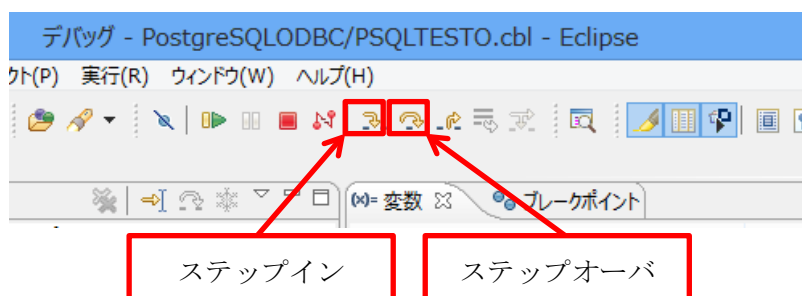 デバッグ - PostgreSQLODBC/PSQLTESTO.cbl - Eclipse
クト(P) 実行(R) ウィンドウ(W) ヘルプ(H)
(x)= 変数 ブレークポイント
ステップイン ステップオーバ